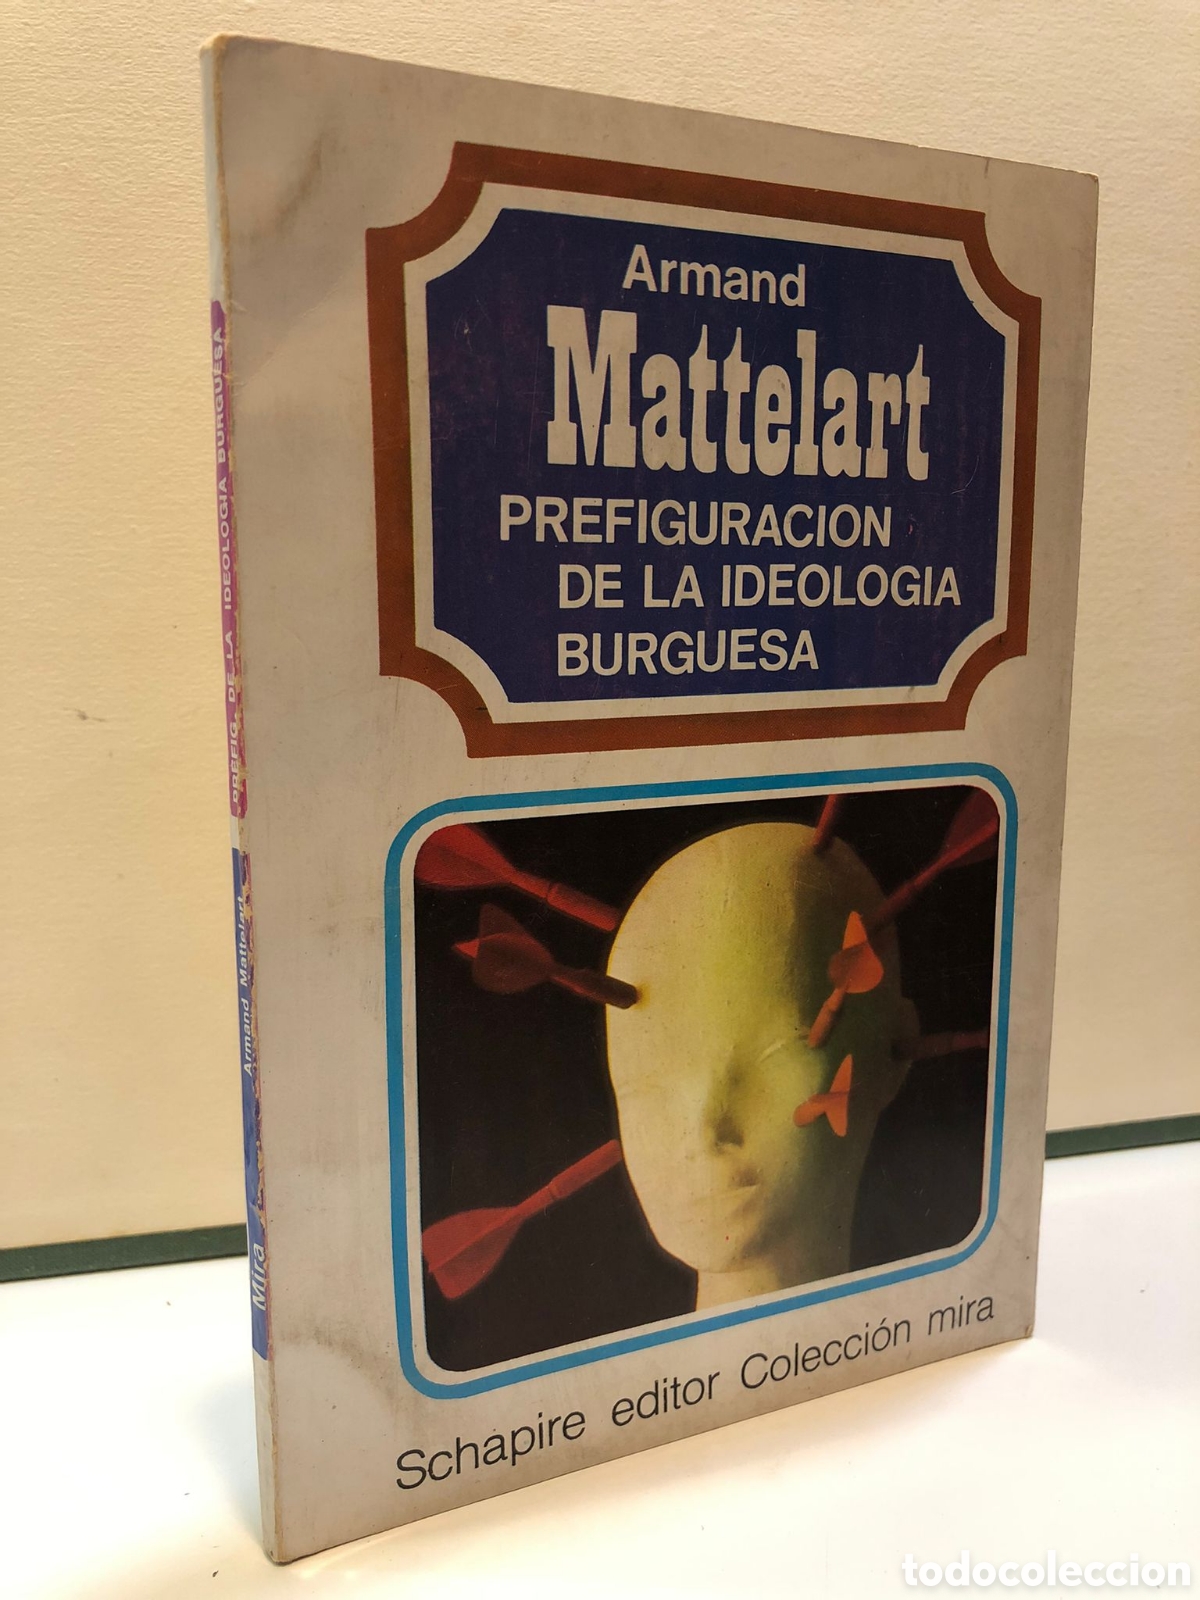 Armand
Mattelart
PREFIGURACION
DE LA IDEOLOGIA
BURGUESA
Schapire editor Colección mira
Mira
Armand Mattelart
PREFIG. DE LA IDEOLOGIA BURGUESA
todocoleccion